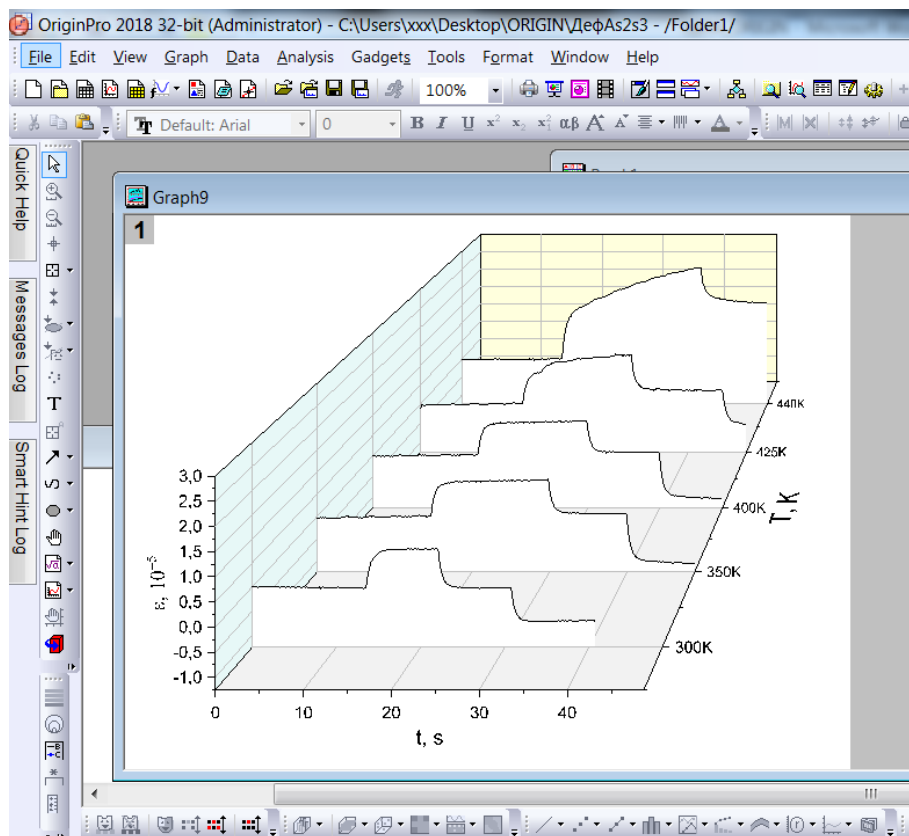 OriginPro 2018 32-bit (Administrator) - C:\Users\xxx\Desktop\ORIGIN\ДефAs2s3 - /Folder1/
File Edit View Graph Data Analysis Gadgets Tools Format Window Help
100%
Default: Arial 0 B I U x² x₂ αβ A A A
Quick Help
Messages Log
Smart Hint Log
Graph9
1
T
3,0
2,5
2,0
1,5
1,0
0,5
0,0
-0,5
-1,0
ε, 10⁻⁵
0 10 20 30 40
t, s
440K
425K
400K
350K
300K
T, K